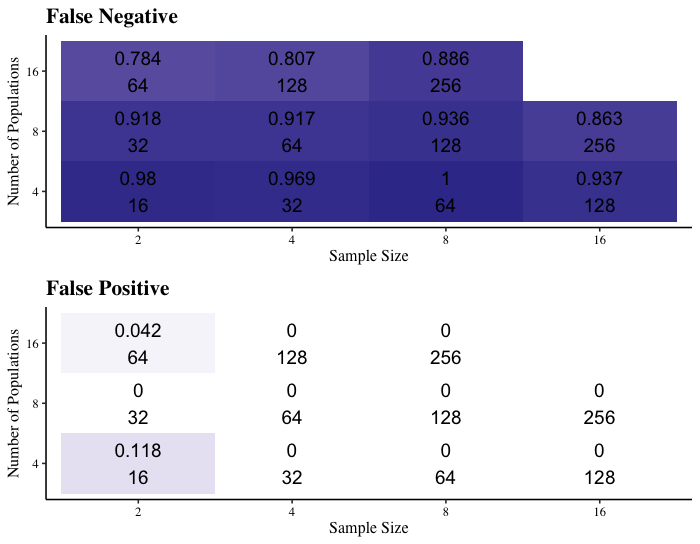 False Negative
Number of Populations
16
0.784 0.807 0.886
64 128 256
8
0.918 0.917 0.936 0.863
32 64 128 256
4
0.98 0.969 1 0.937
16 32 64 128
2 4 8 16
Sample Size
False Positive
Number of Populations
16
0.042 0 0
64 128 256
8
0 0 0 0
32 64 128 256
4
0.118 0 0 0
16 32 64 128
2 4 8 16
Sample Size